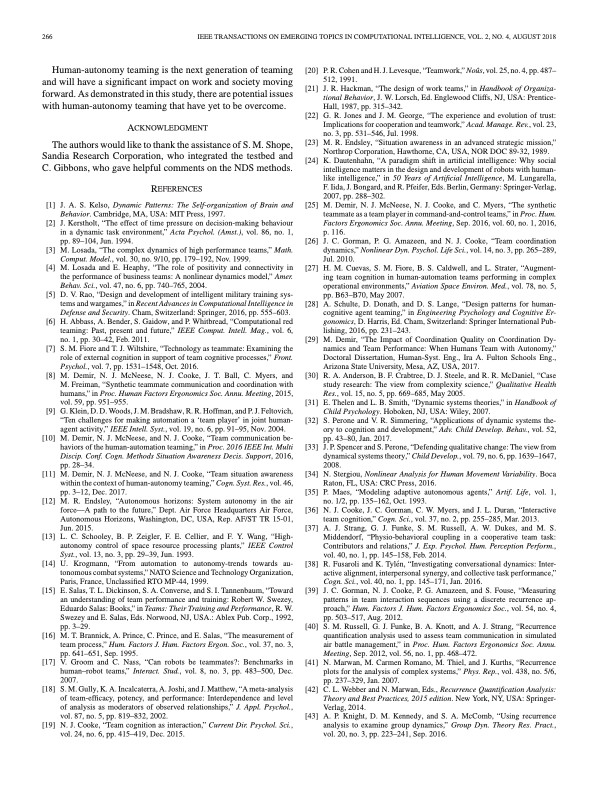 266
IEEE TRANSACTIONS ON EMERGING TOPICS IN COMPUTATIONAL INTELLIGENCE, VOL. 2, NO. 4, AUGUST 2018
Human-autonomy teaming is the next generation of teaming
and will have a significant impact on work and society moving
forward. As demonstrated in this study, there are potential issues
with human-autonomy teaming that have yet to be overcome.
ACKNOWLEDGMENT
The authors would like to thank the assistance of S. M. Shope,
Sandia Research Corporation, who integrated the testbed and
C. Gibbons, who gave helpful comments on the NDS methods.
REFERENCES
[1] J. A. S. Kelso, Dynamic Patterns: The Self-organization of Brain and
Behavior. Cambridge, MA, USA: MIT Press, 1997.
[2] J. Kerstholt, “The effect of time pressure on decision-making behaviour
in a dynamic task environment,” Acta Psychol. (Amst.), vol. 86, no. 1,
pp. 89–104, Jun. 1994.
[3] M. Losada, “The complex dynamics of high performance teams,” Math.
Comput. Model., vol. 30, no. 9/10, pp. 179–192, Nov. 1999.
[4] M. Losada and E. Heaphy, “The role of positivity and connectivity in
the performance of business teams: A nonlinear dynamics model,” Amer.
Behav. Sci., vol. 47, no. 6, pp. 740–765, 2004.
[5] D. V. Rao, “Design and development of intelligent military training sys-
tems and wargames,” in Recent Advances in Computational Intelligence in
Defense and Security. Cham, Switzerland: Springer, 2016, pp. 555–603.
[6] H. Abbass, A. Bender, S. Gaidow, and P. Whitbread, “Computational red
teaming: Past, present and future,” IEEE Comput. Intell. Mag., vol. 6,
no. 1, pp. 30–42, Feb. 2011.
[7] S. M. Fiore and T. J. Wiltshire, “Technology as teammate: Examining the
role of external cognition in support of team cognitive processes,” Front.
Psychol., vol. 7, pp. 1531–1548, Oct. 2016.
[8] M. Demir, N. J. McNeese, N. J. Cooke, J. T. Ball, C. Myers, and
M. Freiman, “Synthetic teammate communication and coordination with
humans,” in Proc. Human Factors Ergonomics Soc. Annu. Meeting, 2015,
vol. 59, pp. 951–955.
[9] G. Klein, D. D. Woods, J. M. Bradshaw, R. R. Hoffman, and P. J. Feltovich,
“Ten challenges for making automation a ‘team player’ in joint human-
agent activity,” IEEE Intell. Syst., vol. 19, no. 6, pp. 91–95, Nov. 2004.
[10] M. Demir, N. J. McNeese, and N. J. Cooke, “Team communication be-
haviors of the human-automation teaming,” in Proc. 2016 IEEE Int. Multi
Discip. Conf. Cogn. Methods Situation Awareness Decis. Support, 2016,
pp. 28–34.
[11] M. Demir, N. J. McNeese, and N. J. Cooke, “Team situation awareness
within the context of human-autonomy teaming,” Cogn. Syst. Res., vol. 46,
pp. 3–12, Dec. 2017.
[12] M. R. Endsley, “Autonomous horizons: System autonomy in the air
force—A path to the future,” Dept. Air Force Headquarters Air Force,
Autonomous Horizons, Washington, DC, USA, Rep. AF/ST TR 15-01,
Jun. 2015.
[13] L. C. Schooley, B. P. Zeigler, F. E. Cellier, and F. Y. Wang, “High-
autonomy control of space resource processing plants,” IEEE Control
Syst., vol. 13, no. 3, pp. 29–39, Jun. 1993.
[14] U. Krogmann, “From automation to autonomy-trends towards au-
tonomous combat systems,” NATO Science and Technology Organization,
Paris, France, Unclassified RTO MP-44, 1999.
[15] E. Salas, T. L. Dickinson, S. A. Converse, and S. I. Tannenbaum, “Toward
an understanding of team performance and training: Robert W. Swezey,
Eduardo Salas: Books,” in Teams: Their Training and Performance, R. W.
Swezey and E. Salas, Eds. Norwood, NJ, USA.: Ablex Pub. Corp., 1992,
pp. 3–29.
[16] M. T. Brannick, A. Prince, C. Prince, and E. Salas, “The measurement of
team process,” Hum. Factors J. Hum. Factors Ergon. Soc., vol. 37, no. 3,
pp. 641–651, Sep. 1995.
[17] V. Groom and C. Nass, “Can robots be teammates?: Benchmarks in
human–robot teams,” Interact. Stud., vol. 8, no. 3, pp. 483–500, Dec.
2007.
[18] S. M. Gully, K. A. Incalcaterra, A. Joshi, and J. Matthew, “A meta-analysis
of team-efficacy, potency, and performance: Interdependence and level
of analysis as moderators of observed relationships,” J. Appl. Psychol.,
vol. 87, no. 5, pp. 819–832, 2002.
[19] N. J. Cooke, “Team cognition as interaction,” Current Dir. Psychol. Sci.,
vol. 24, no. 6, pp. 415–419, Dec. 2015.
[20] P. R. Cohen and H. J. Levesque, “Teamwork,” Noûs, vol. 25, no. 4, pp. 487–
512, 1991.
[21] J. R. Hackman, “The design of work teams,” in Handbook of Organiza-
tional Behavior, J. W. Lorsch, Ed. Englewood Cliffs, NJ, USA: Prentice-
Hall, 1987, pp. 315–342.
[22] G. R. Jones and J. M. George, “The experience and evolution of trust:
Implications for cooperation and teamwork,” Acad. Manage. Rev., vol. 23,
no. 3, pp. 531–546, Jul. 1998.
[23] M. R. Endsley, “Situation awareness in an advanced strategic mission,”
Northrop Corporation, Hawthorne, CA, USA, NOR DOC 89-32, 1989.
[24] K. Dautenhahn, “A paradigm shift in artificial intelligence: Why social
intelligence matters in the design and development of robots with human-
like intelligence,” in 50 Years of Artificial Intelligence, M. Lungarella,
F. Iida, J. Bongard, and R. Pfeifer, Eds. Berlin, Germany: Springer-Verlag,
2007, pp. 288–302.
[25] M. Demir, N. J. McNeese, N. J. Cooke, and C. Myers, “The synthetic
teammate as a team player in command-and-control teams,” in Proc. Hum.
Factors Ergonomics Soc. Annu. Meeting, Sep. 2016, vol. 60, no. 1, 2016,
p. 116.
[26] J. C. Gorman, P. G. Amazeen, and N. J. Cooke, “Team coordination
dynamics,” Nonlinear Dyn. Psychol. Life Sci., vol. 14, no. 3, pp. 265–289,
Jul. 2010.
[27] H. M. Cuevas, S. M. Fiore, B. S. Caldwell, and L. Strater, “Augment-
ing team cognition in human-automation teams performing in complex
operational environments,” Aviation Space Environ. Med., vol. 78, no. 5,
pp. B63–B70, May 2007.
[28] A. Schulte, D. Donath, and D. S. Lange, “Design patterns for human-
cognitive agent teaming,” in Engineering Psychology and Cognitive Er-
gonomics, D. Harris, Ed. Cham, Switzerland: Springer International Pub-
lishing, 2016, pp. 231–243.
[29] M. Demir, “The Impact of Coordination Quality on Coordination Dy-
namics and Team Performance: When Humans Team with Autonomy,”
Doctoral Dissertation, Human-Syst. Eng., Ira A. Fulton Schools Eng.,
Arizona State University, Mesa, AZ, USA, 2017.
[30] R. A. Anderson, B. F. Crabtree, D. J. Steele, and R. R. McDaniel, “Case
study research: The view from complexity science,” Qualitative Health
Res., vol. 15, no. 5, pp. 669–685, May 2005.
[31] E. Thelen and L. B. Smith, “Dynamic systems theories,” in Handbook of
Child Psychology. Hoboken, NJ, USA: Wiley, 2007.
[32] S. Perone and V. R. Simmering, “Applications of dynamic systems the-
ory to cognition and development,” Adv. Child Develop. Behav., vol. 52,
pp. 43–80, Jan. 2017.
[33] J. P. Spencer and S. Perone, “Defending qualitative change: The view from
dynamical systems theory,” Child Develop., vol. 79, no. 6, pp. 1639–1647,
2008.
[34] N. Stergiou, Nonlinear Analysis for Human Movement Variability. Boca
Raton, FL, USA: CRC Press, 2016.
[35] P. Maes, “Modeling adaptive autonomous agents,” Artif. Life, vol. 1,
no. 1/2, pp. 135–162, Oct. 1993.
[36] N. J. Cooke, J. C. Gorman, C. W. Myers, and J. L. Duran, “Interactive
team cognition,” Cogn. Sci., vol. 37, no. 2, pp. 255–285, Mar. 2013.
[37] A. J. Strang, G. J. Funke, S. M. Russell, A. W. Dukes, and M. S.
Middendorf, “Physio-behavioral coupling in a cooperative team task:
Contributors and relations,” J. Exp. Psychol. Hum. Perception Perform.,
vol. 40, no. 1, pp. 145–158, Feb. 2014.
[38] R. Fusaroli and K. Tylén, “Investigating conversational dynamics: Inter-
active alignment, interpersonal synergy, and collective task performance,”
Cogn. Sci., vol. 40, no. 1, pp. 145–171, Jan. 2016.
[39] J. C. Gorman, N. J. Cooke, P. G. Amazeen, and S. Fouse, “Measuring
patterns in team interaction sequences using a discrete recurrence ap-
proach,” Hum. Factors J. Hum. Factors Ergonomics Soc., vol. 54, no. 4,
pp. 503–517, Aug. 2012.
[40] S. M. Russell, G. J. Funke, B. A. Knott, and A. J. Strang, “Recurrence
quantification analysis used to assess team communication in simulated
air battle management,” in Proc. Hum. Factors Ergonomics Soc. Annu.
Meeting, Sep. 2012, vol. 56, no. 1, pp. 468–472.
[41] N. Marwan, M. Carmen Romano, M. Thiel, and J. Kurths, “Recurrence
plots for the analysis of complex systems,” Phys. Rep., vol. 438, no. 5/6,
pp. 237–329, Jan. 2007.
[42] C. L. Webber and N. Marwan, Eds., Recurrence Quantification Analysis:
Theory and Best Practices, 2015 edition. New York, NY, USA: Springer-
Verlag, 2014.
[43] A. P. Knight, D. M. Kennedy, and S. A. McComb, “Using recurrence
analysis to examine group dynamics,” Group Dyn. Theory Res. Pract.,
vol. 20, no. 3, pp. 223–241, Sep. 2016.